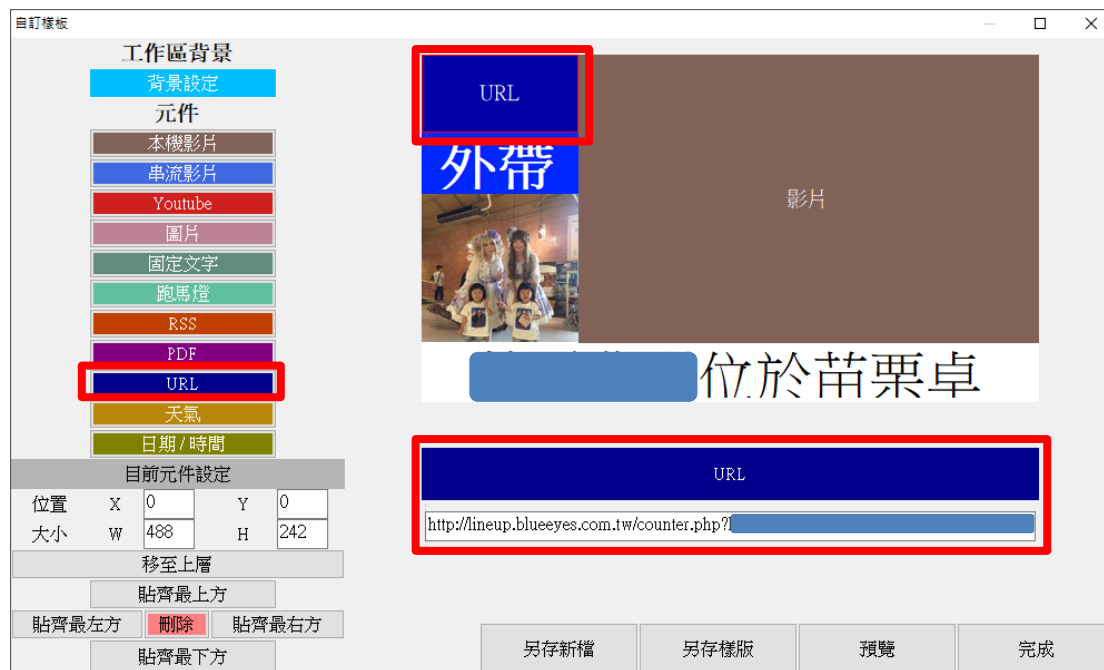 自訂樣板
工作區背景
背景設定
元件
本機影片
串流影片
Youtube
圖片
固定文字
跑馬燈
RSS
PDF
URL
天氣
日期/時間
目前元件設定
位置 X 0 Y 0
大小 W 488 H 242
移至上層
貼齊最上方
貼齊最左方 刪除 貼齊最右方
貼齊最下方
URL
外帶
影片
位於苗栗卓
URL
http://lineup.blueeyes.com.tw/counter.php?
另存新檔 另存樣版 預覽 完成